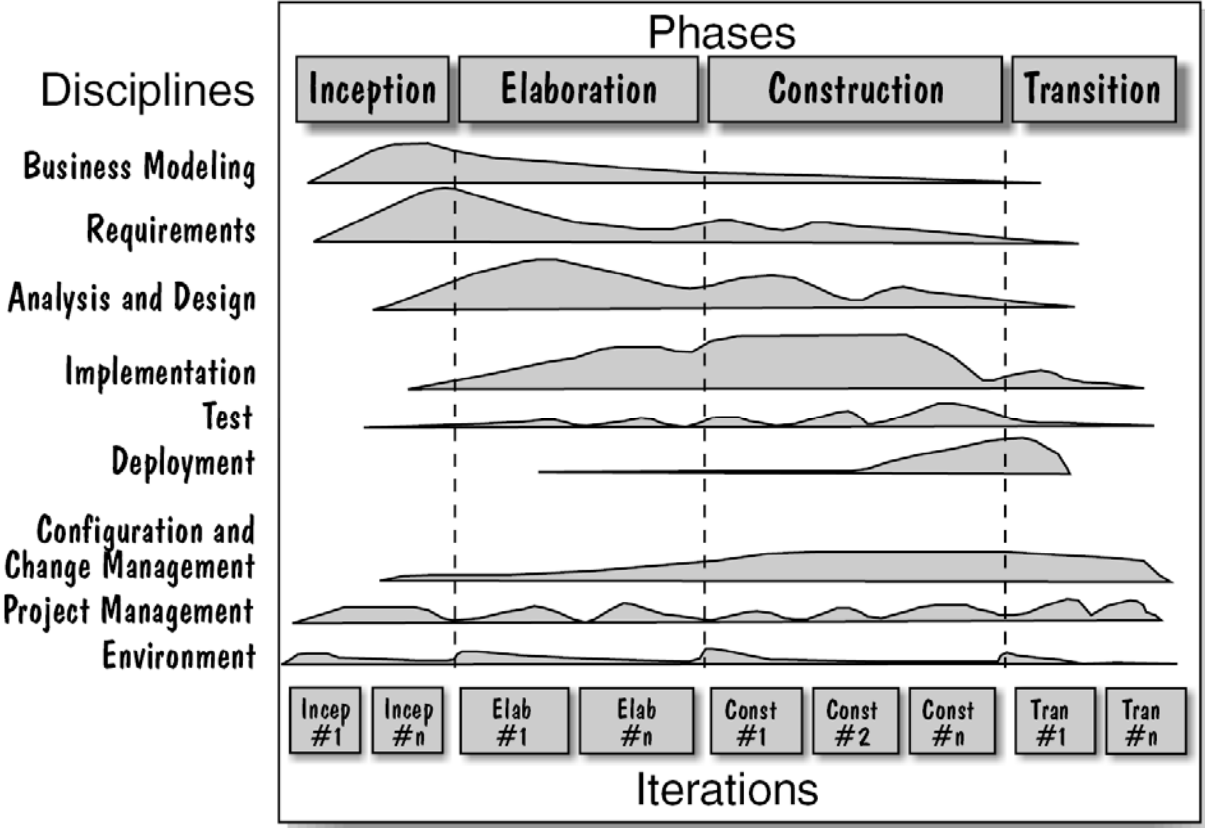 Phases
Disciplines
Inception
Elaboration
Construction
Transition
Business Modeling
Requirements
Analysis and Design
Implementation
Test
Deployment
Configuration and
Change Management
Project Management
Environment
Incep
#1
Incep
#n
Elab
#1
Elab
#n
Const
#1
Const
#2
Const
#n
Tran
#1
Tran
#n
Iterations